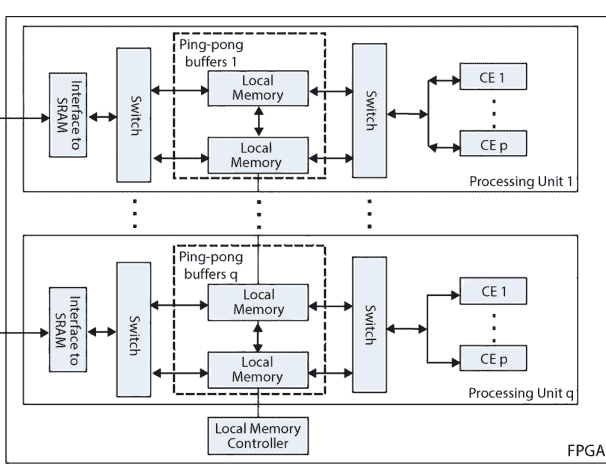 Ping-pong
buffers 1
Interface to
SRAM
Switch
Local
Memory
Local
Memory
Switch
CE 1
CE p
Processing Unit 1
Ping-pong
buffers q
Interface to
SRAM
Switch
Local
Memory
Local
Memory
Switch
CE 1
CE p
Processing Unit q
Local Memory
Controller
FPGA